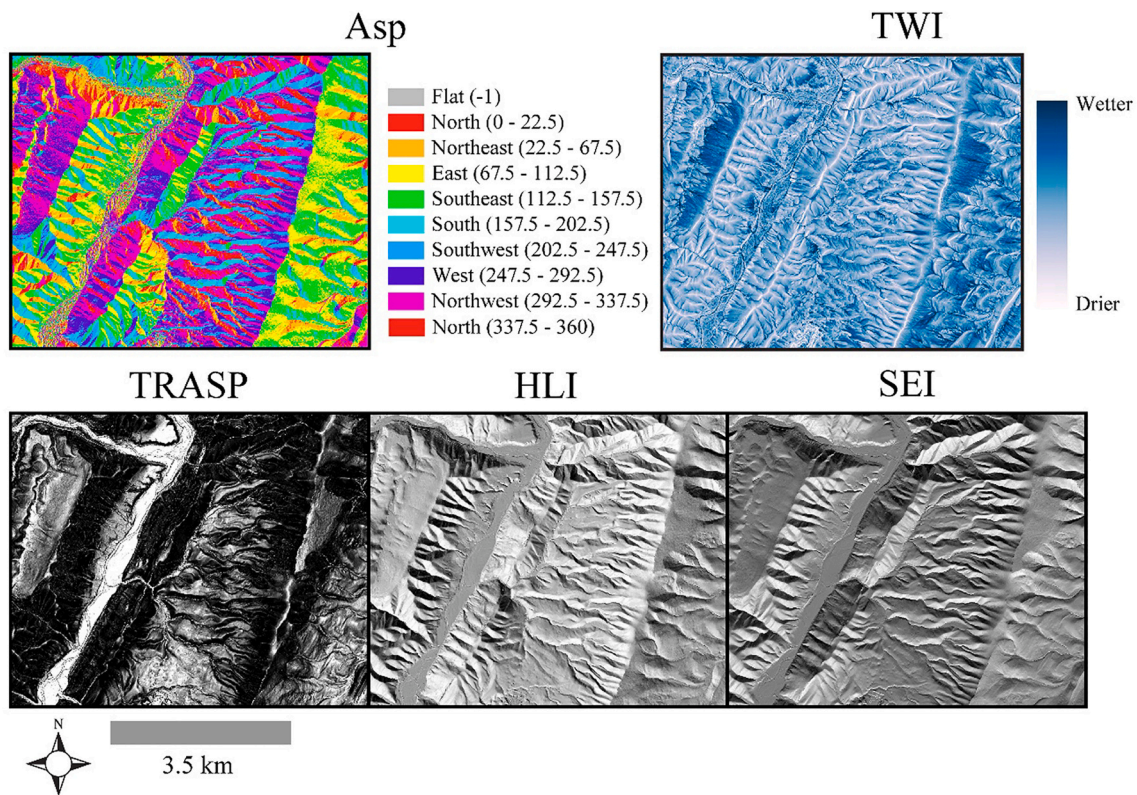 Asp
TWI
Flat (-1)
North (0 - 22.5)
Northeast (22.5 - 67.5)
East (67.5 - 112.5)
Southeast (112.5 - 157.5)
South (157.5 - 202.5)
Southwest (202.5 - 247.5)
West (247.5 - 292.5)
Northwest (292.5 - 337.5)
North (337.5 - 360)
Wetter
Drier
TRASP
HLI
SEI
N
3.5 km